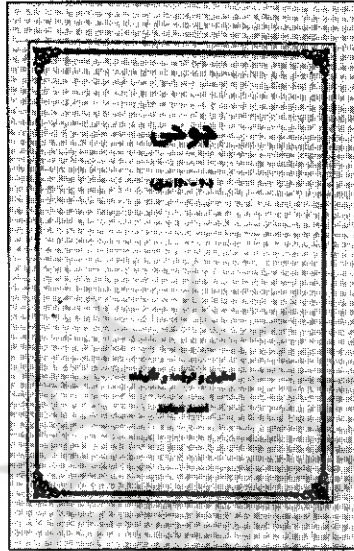 جوحی
تحقیق و ترجمه و تألیف
احمد مجاهد